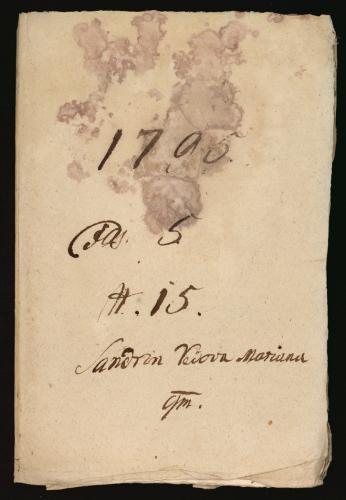 1795
Fas. 5
A. 15.
Sandrin Vedova Mariana
qm.